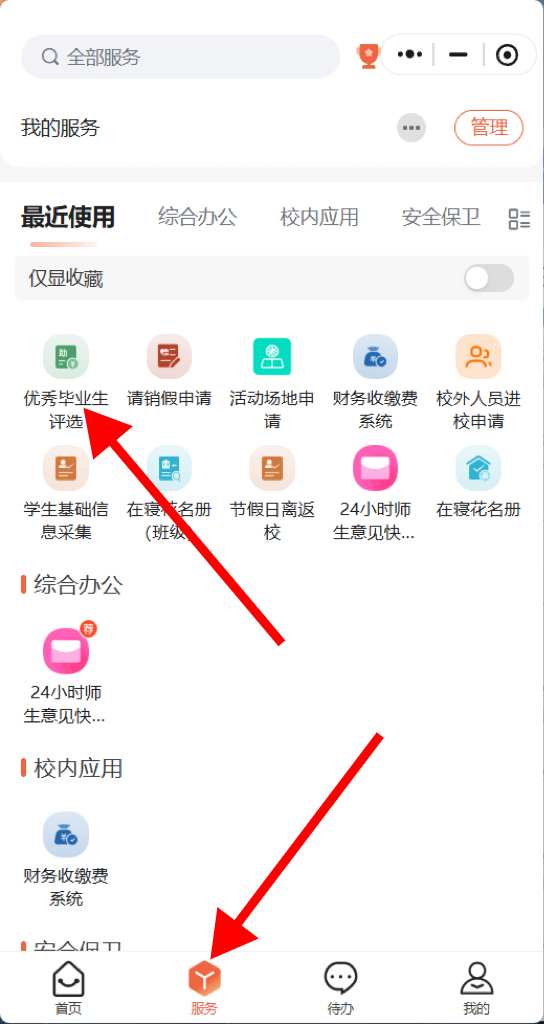 全部服务
我的服务
管理
最近使用 综合办公 校内应用 安全保卫
仅显收藏
优秀毕业生 请销假申请 活动场地申 财务收缴费 校外人员进
评选 请 系统 校申请
学生基础信 在寝花名册 节假日离返 24小时师 在寝花名册
息采集 (班级) 校 生意见快...
综合办公
荐
24小时师
生意见快...
校内应用
财务收缴费
系统
安全保卫
首页 服务 待办 我的